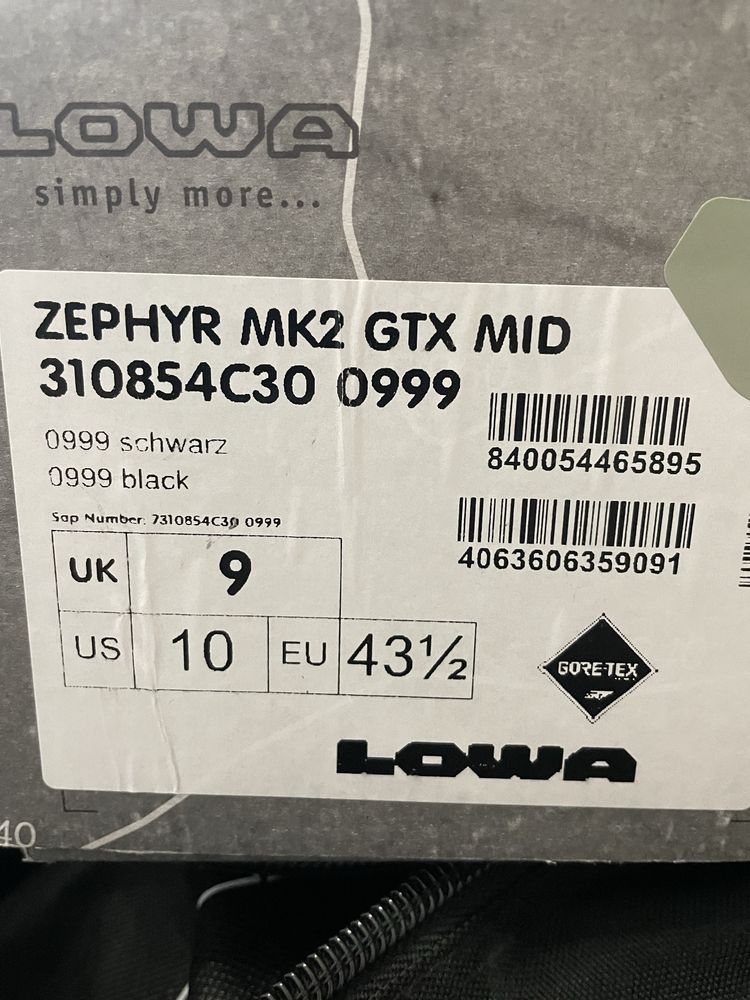 LOWA
simply more...
ZEPHYR MK2 GTX MID
310854C30 0999
0999 schwarz
0999 black
840054465895
Sap Number: 7310854C30 0999
4063606359091
UK 9
US 10 EU 43½
GORE-TEX
LOWA
40